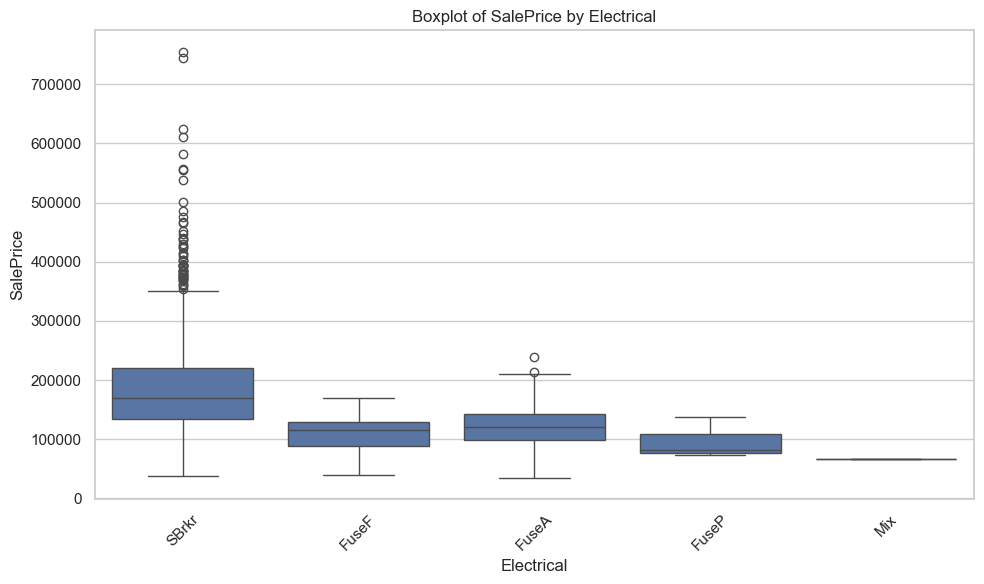 Boxplot of SalePrice by Electrical
SalePrice
700000
600000
500000
400000
300000
200000
100000
0
SBrkr
FuseF
FuseA
FuseP
Mix
Electrical